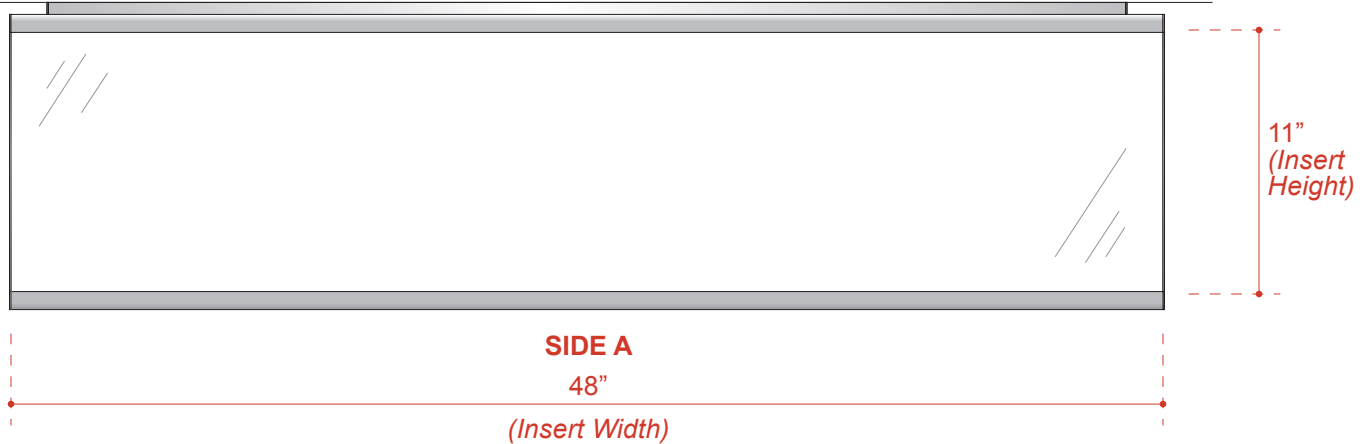 11”
(Insert
Height)
SIDE A
48”
(Insert Width)